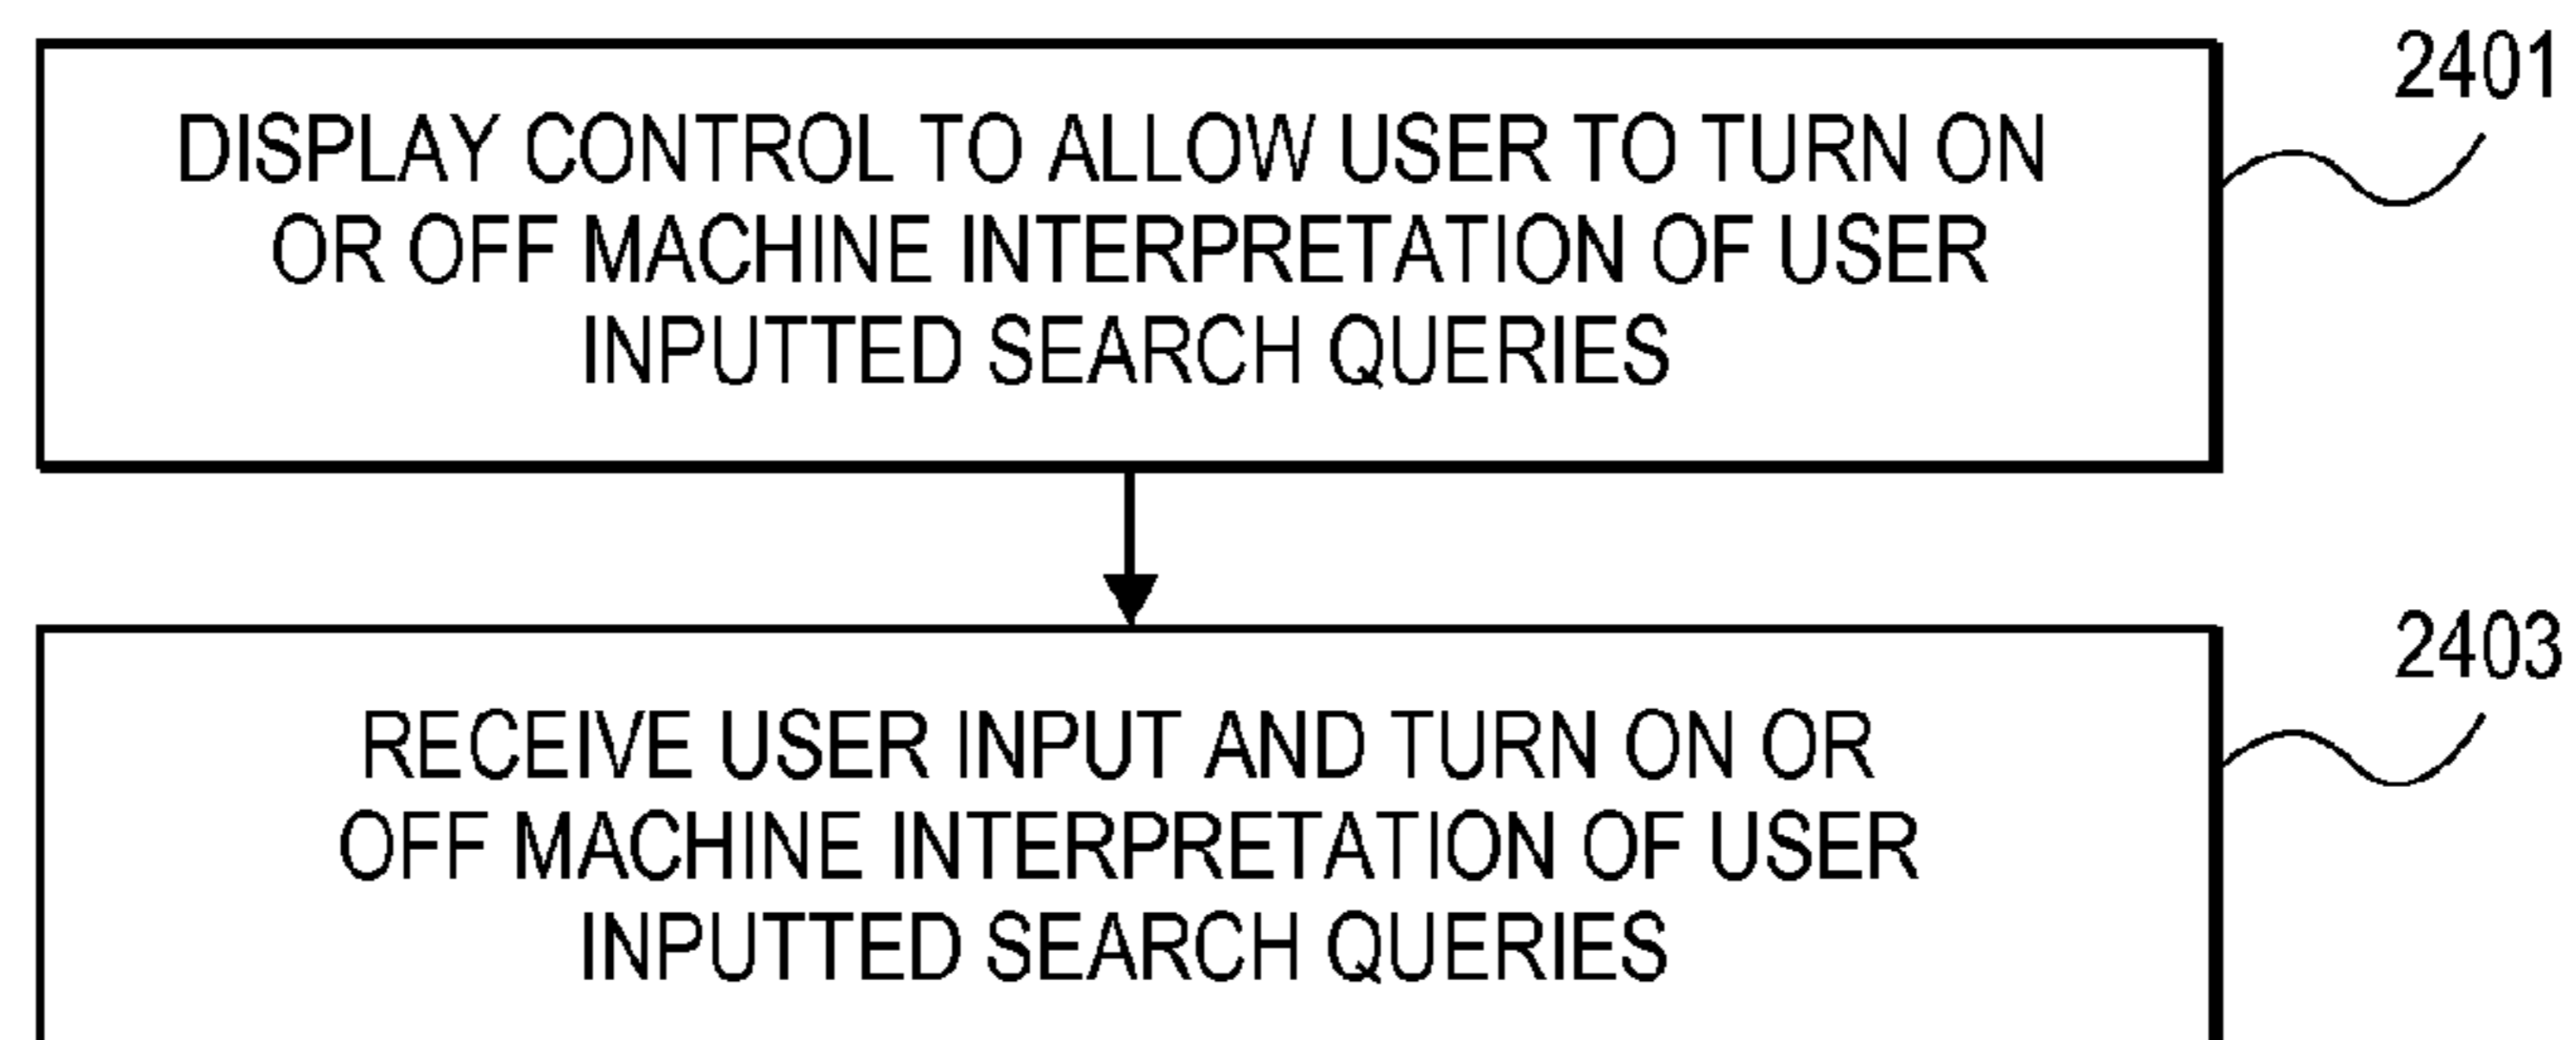 2401
DISPLAY CONTROL TO ALLOW USER TO TURN ON
OR OFF MACHINE INTERPRETATION OF USER
INPUTTED SEARCH QUERIES
2403
RECEIVE USER INPUT AND TURN ON OR
OFF MACHINE INTERPRETATION OF USER
INPUTTED SEARCH QUERIES